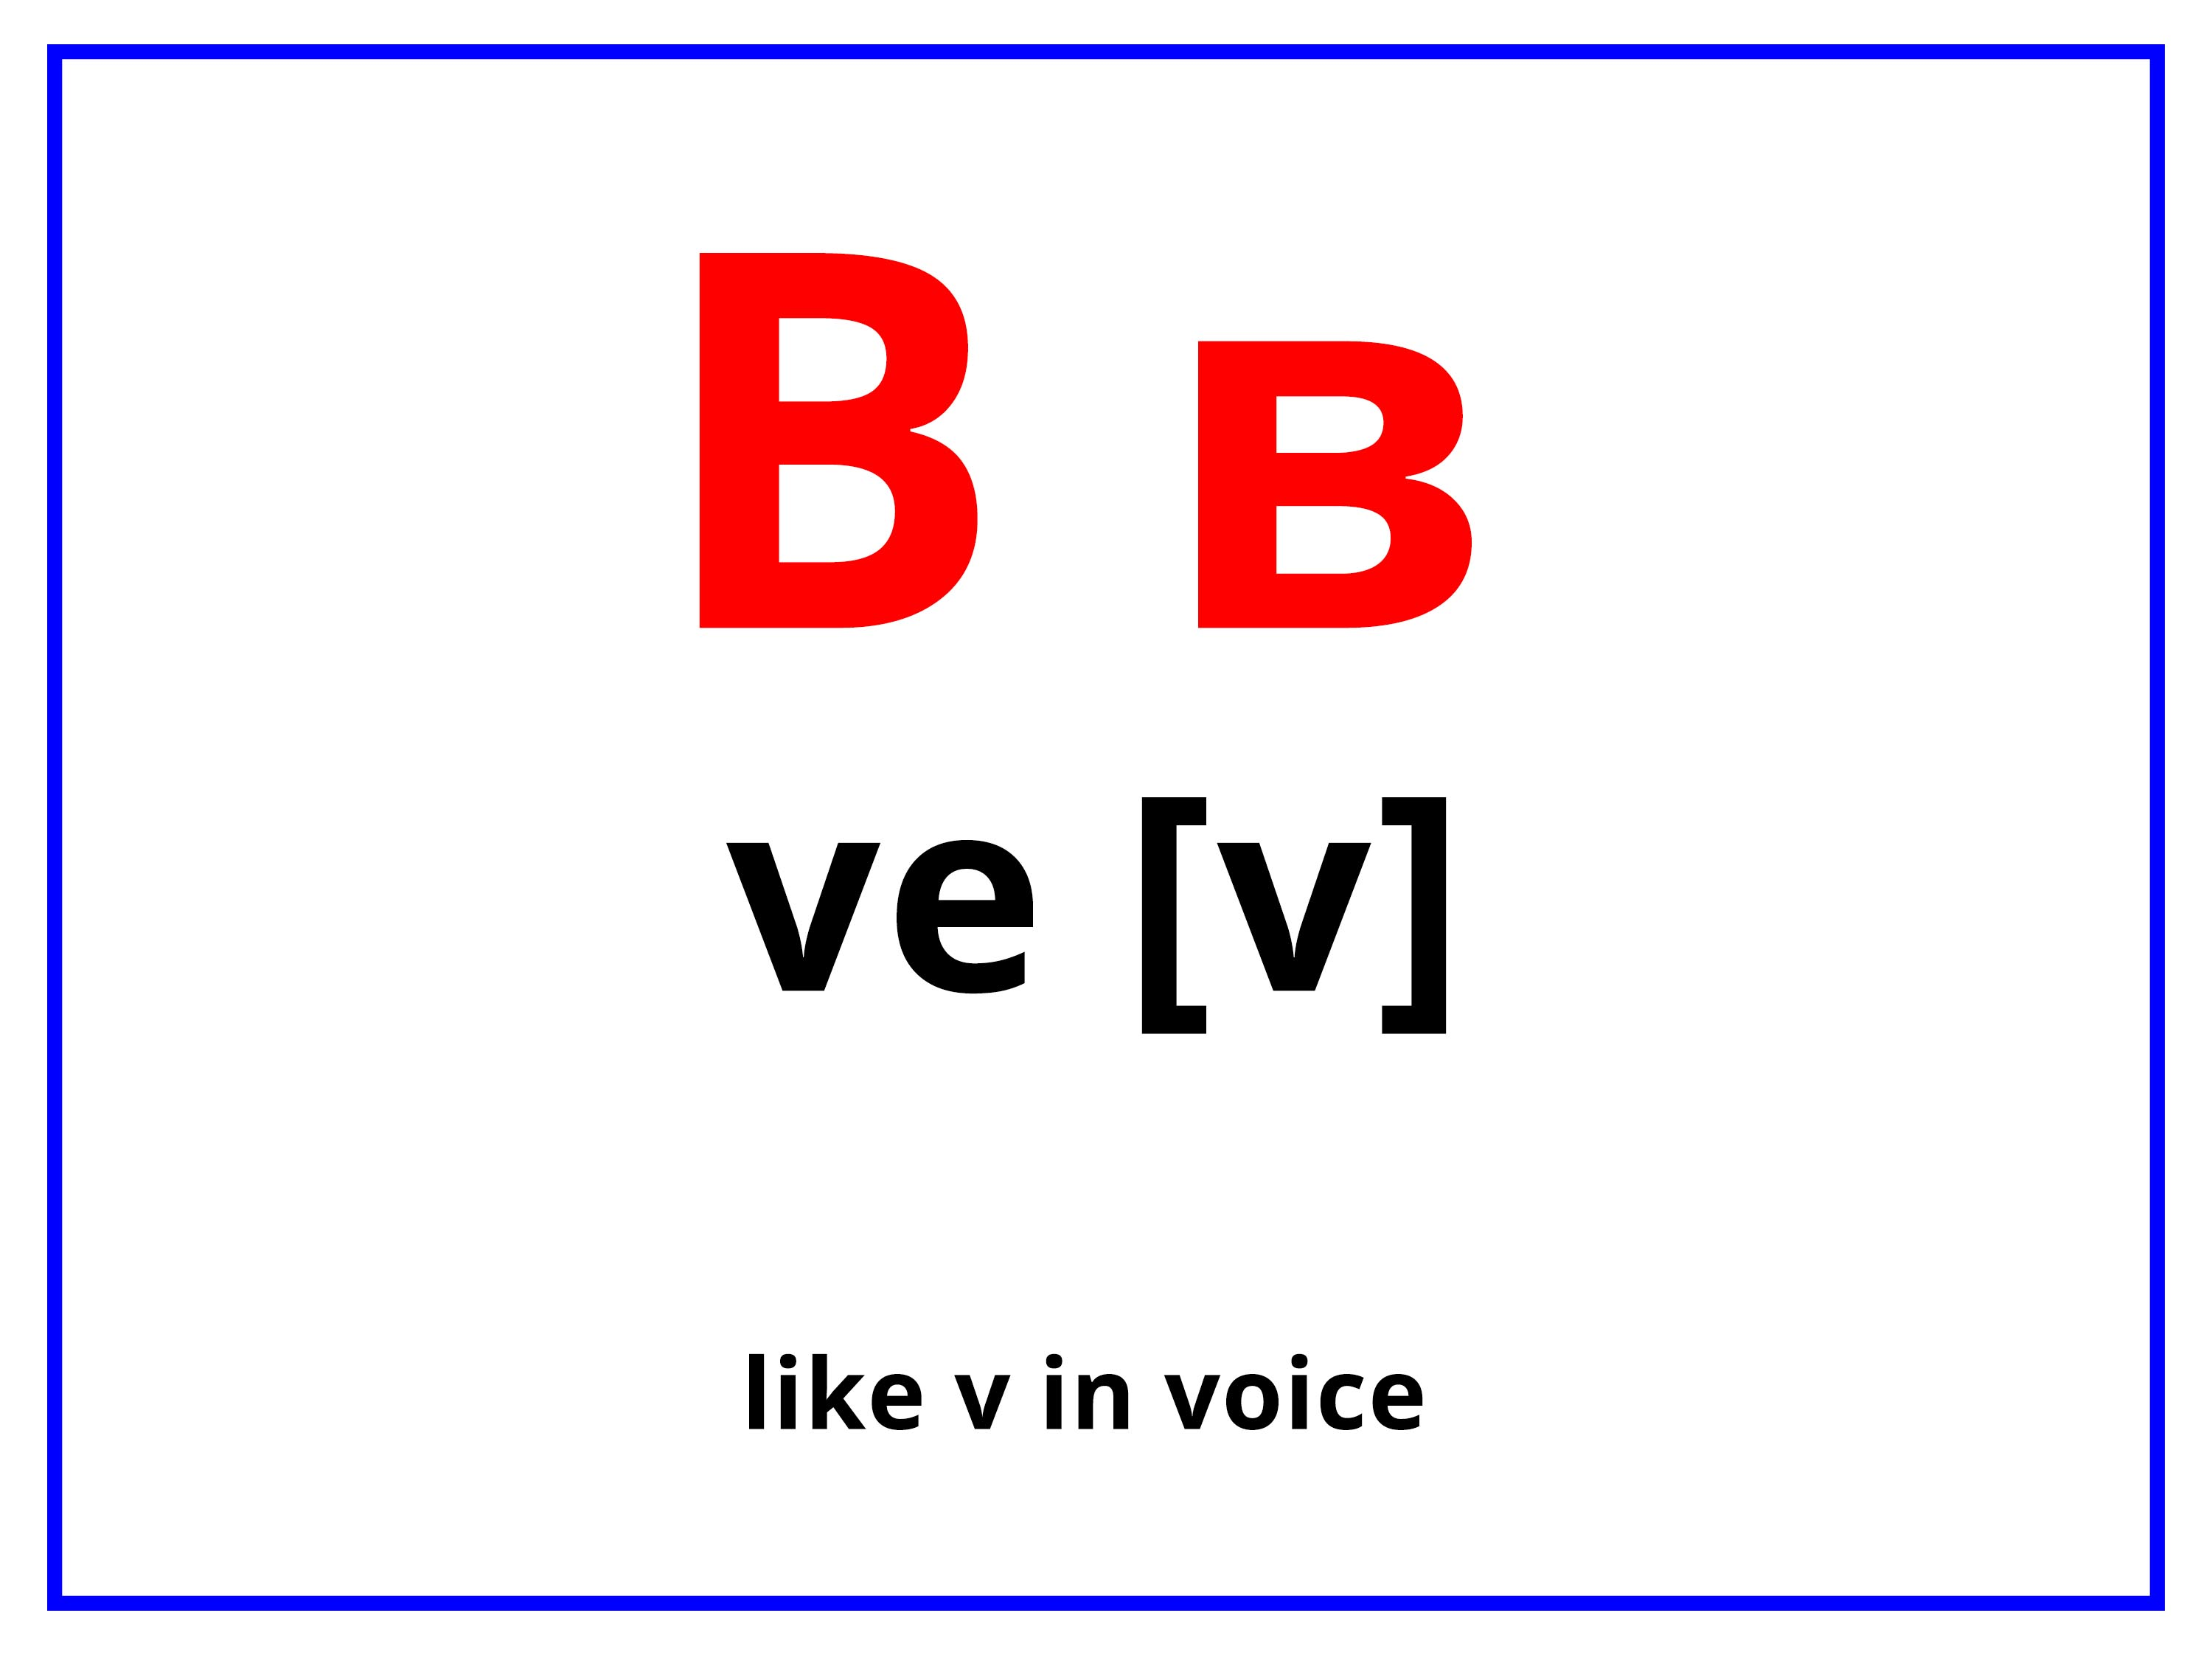 В в
ve [v]
like v in voice